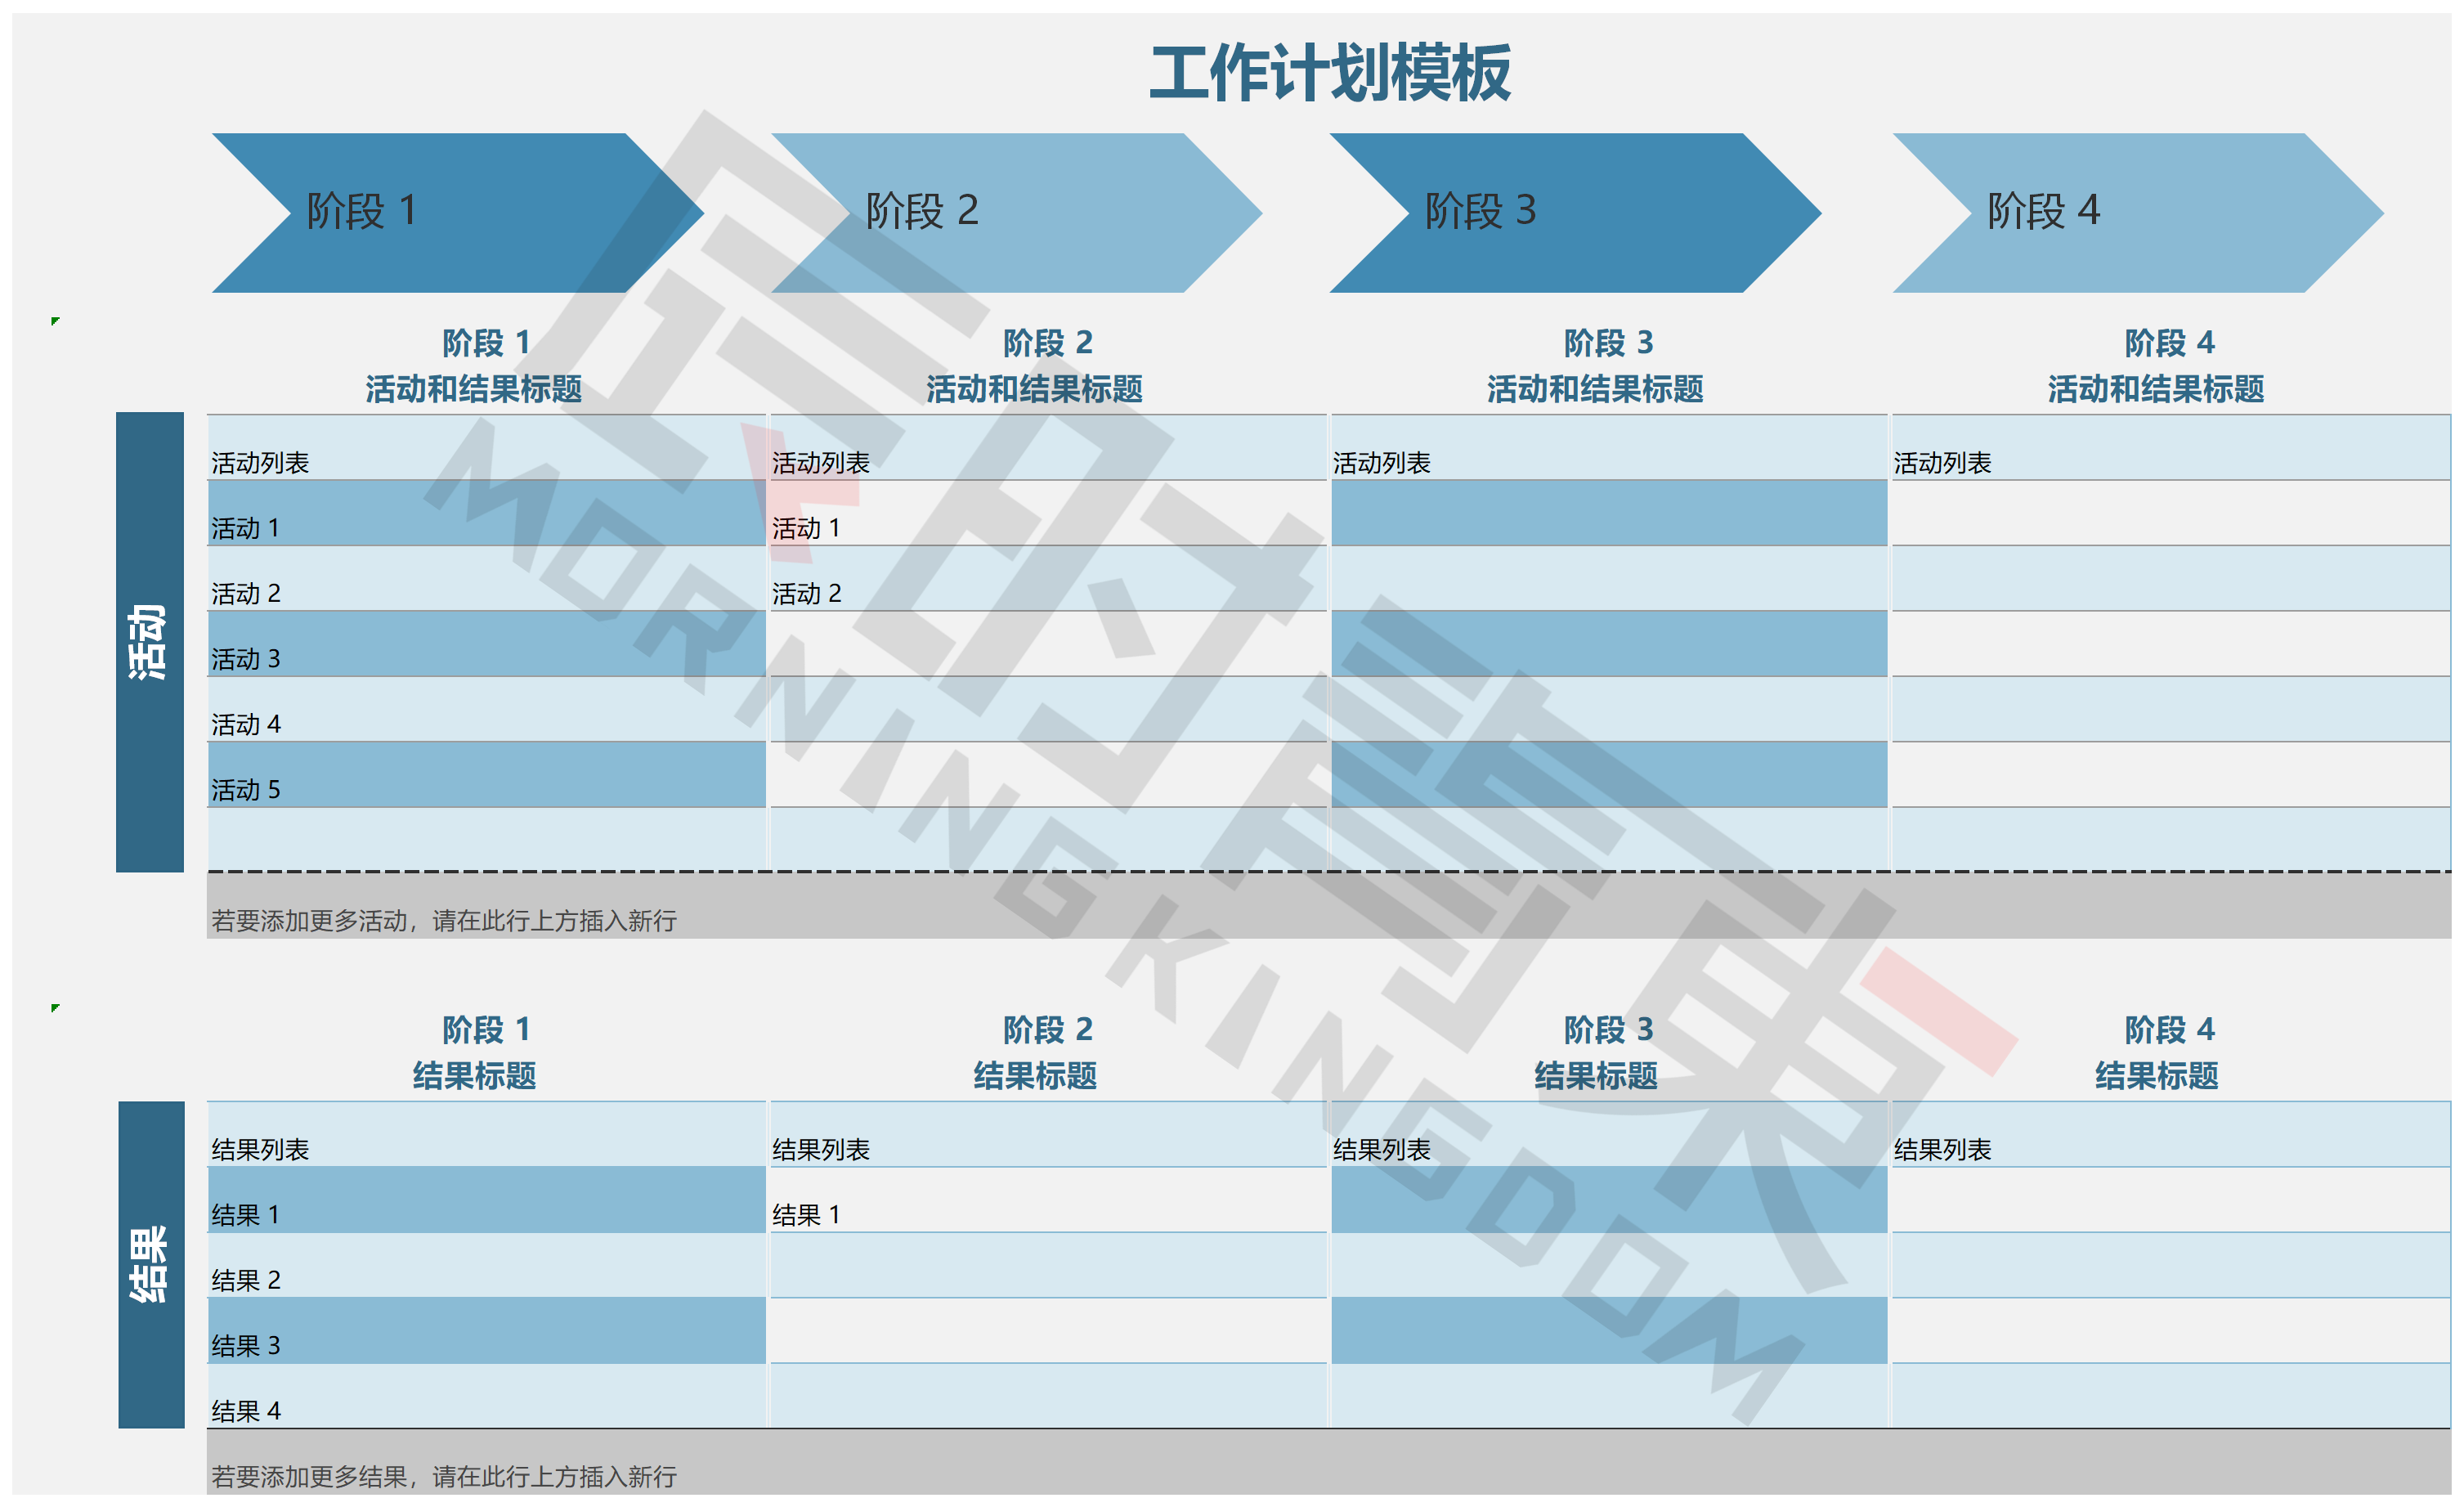 工作计划模板
阶段 1
阶段 2
阶段 3
阶段 4
阶段 1
阶段 2
阶段 3
阶段 4
活动和结果标题
活动和结果标题
活动和结果标题
活动和结果标题
活动
活动列表
活动列表
活动列表
活动列表
活动 1
活动 1
活动 2
活动 2
活动 3
活动 4
活动 5
若要添加更多活动，请在此行上方插入新行
阶段 1
阶段 2
阶段 3
阶段 4
结果标题
结果标题
结果标题
结果标题
结果
结果列表
结果列表
结果列表
结果列表
结果 1
结果 1
结果 2
结果 3
结果 4
若要添加更多结果，请在此行上方插入新行
MORNING KINGDOM